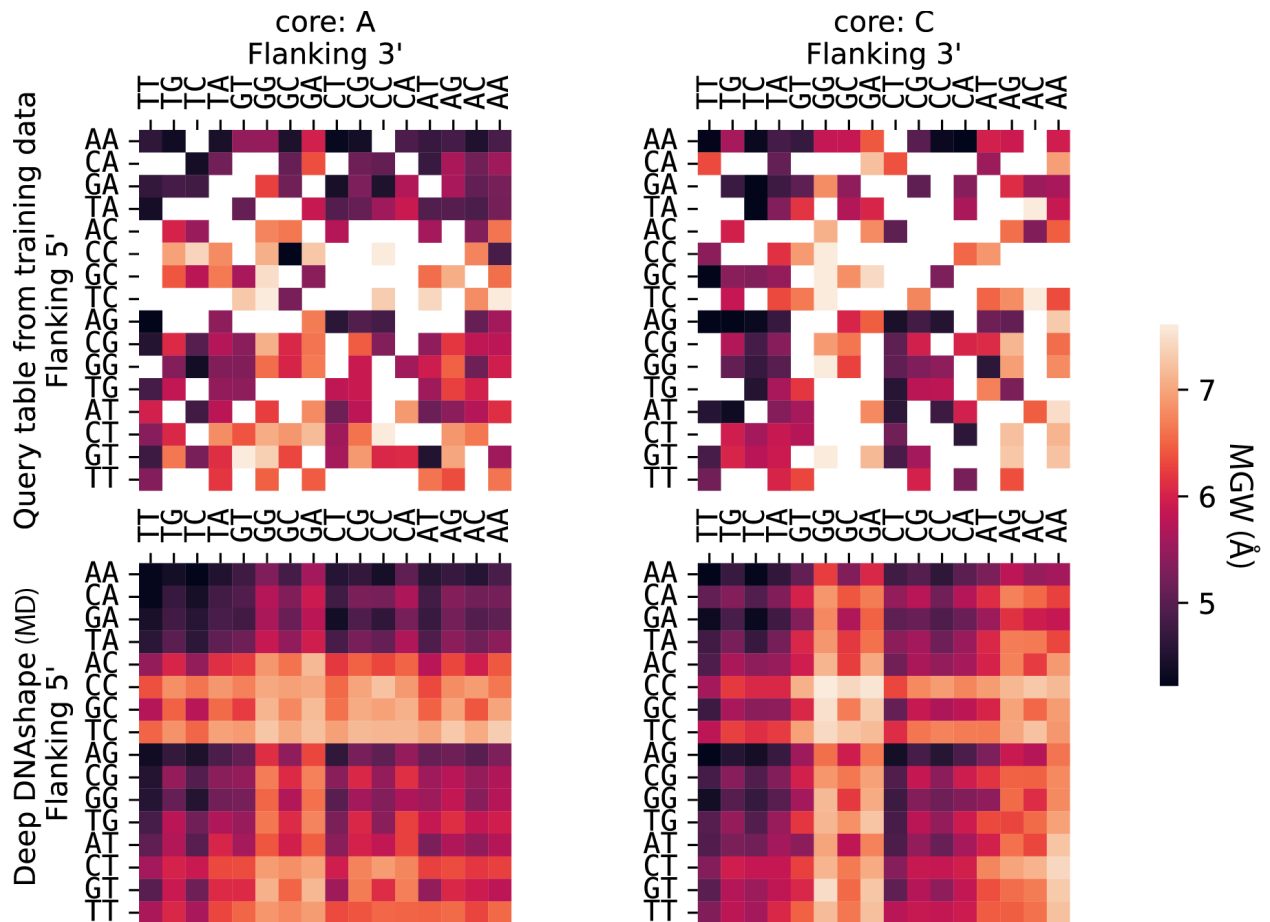 core: A
Flanking 3'
core: C
Flanking 3'
TT TG TC TA GT GG GC GA CT CG CC CA AT AG AC AA
TT TG TC TA GT GG GC GA CT CG CC CA AT AG AC AA
Query table from training data
Flanking 5'
AA
CA
GA
TA
AC
CC
GC
TC
AG
CG
GG
TG
AT
CT
GT
TT
AA
CA
GA
TA
AC
CC
GC
TC
AG
CG
GG
TG
AT
CT
GT
TT
TT TG TC TA GT GG GC GA CT CG CC CA AT AG AC AA
TT TG TC TA GT GG GC GA CT CG CC CA AT AG AC AA
Deep DNAshape (MD)
Flanking 5'
AA
CA
GA
TA
AC
CC
GC
TC
AG
CG
GG
TG
AT
CT
GT
TT
AA
CA
GA
TA
AC
CC
GC
TC
AG
CG
GG
TG
AT
CT
GT
TT
7
6
5
MGW (Å)